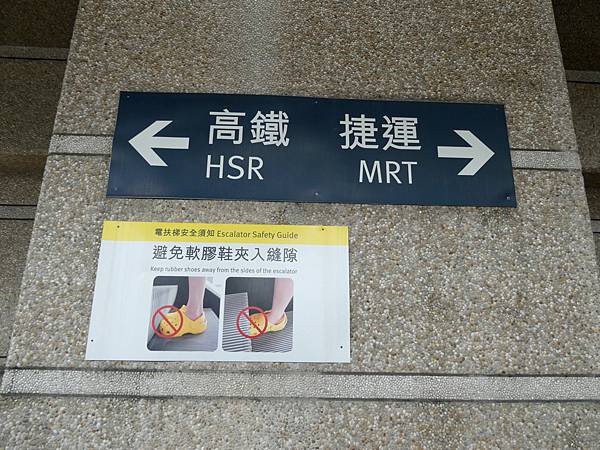 高鐵 捷運
HSR MRT
電扶梯安全須知 Escalator Safety Guide
避免軟膠鞋夾入縫隙
Keep rubber shoes away from the sides of the escalator